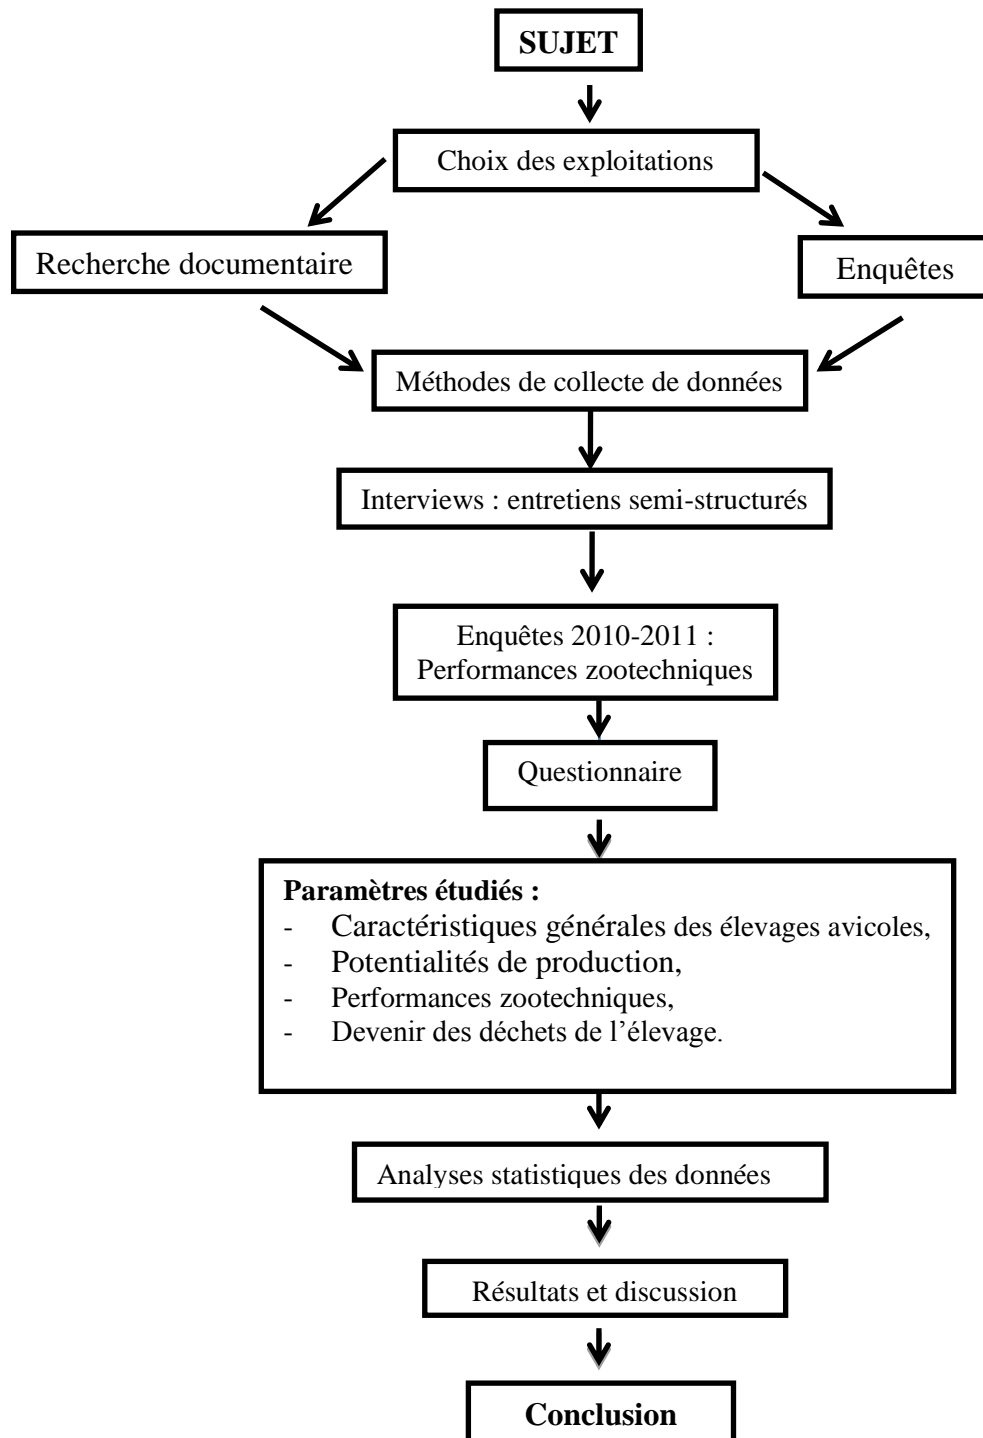 SUJET
Choix des exploitations
Recherche documentaire
Enquêtes
Méthodes de collecte de données
Interviews : entretiens semi-structurés
Enquêtes 2010-2011 :
Performances zootechniques
Questionnaire
Paramètres étudiés :
- Caractéristiques générales des élevages avicoles,
- Potentialités de production,
- Performances zootechniques,
- Devenir des déchets de l’élevage.
Analyses statistiques des données
Résultats et discussion
Conclusion